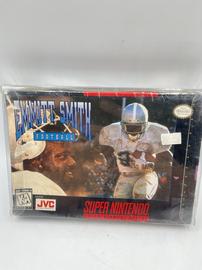 EMMITT SMITH
FOOTBALL
K-A
JVC
SUPER NINTENDO